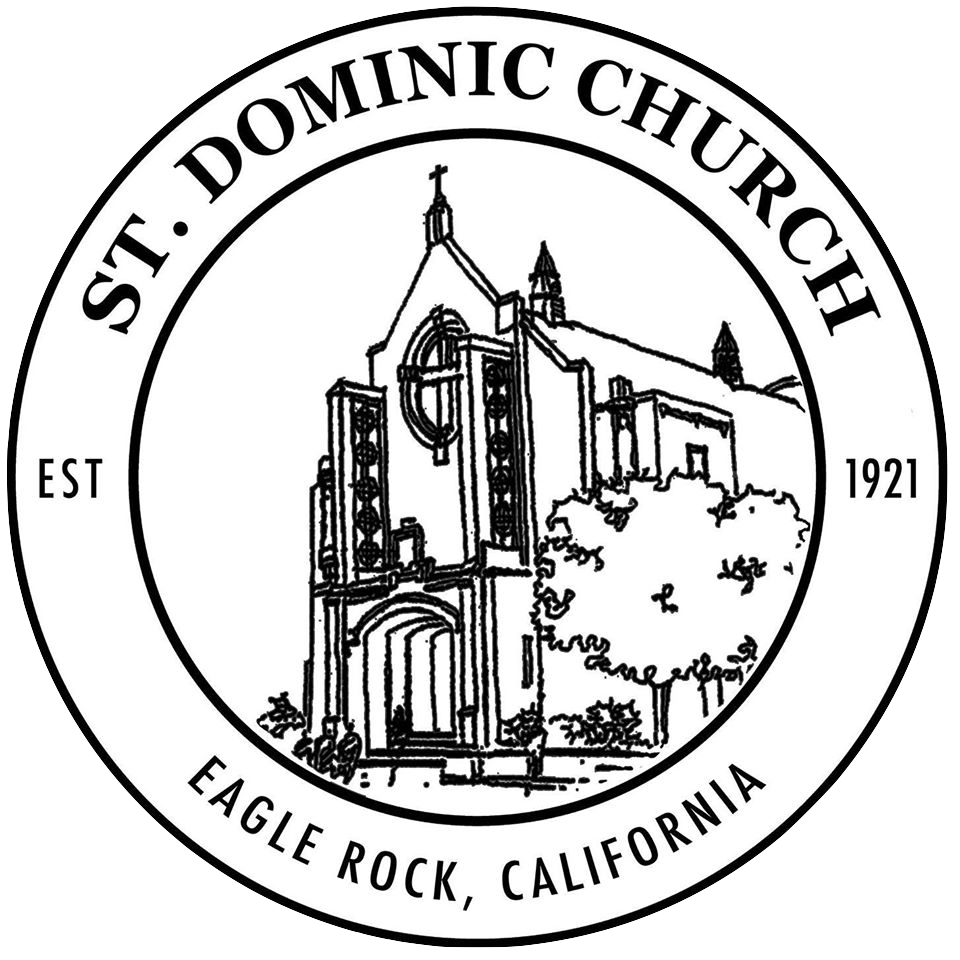 ST. DOMINIC CHURCH
EST
1921
EAGLE ROCK, CALIFORNIA